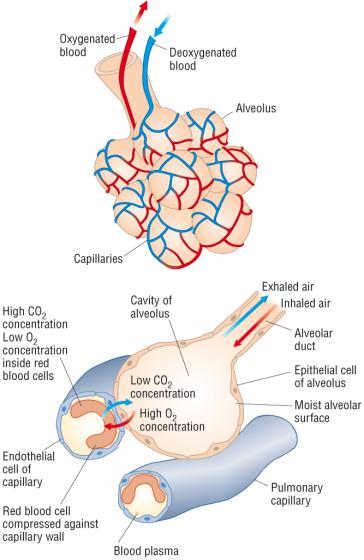 Oxygenated
blood
Deoxygenated
blood
Alveolus
Capillaries
Exhaled air
Inhaled air
Cavity of
alveolus
High CO₂
concentration
Low O₂
concentration
inside red
blood cells
Alveolar
duct
Low CO₂
concentration
High O₂
concentration
Epithelial cell
of alveolus
Moist alveolar
surface
Endothelial
cell of
capillary
Red blood cell
compressed against
capillary wall
Pulmonary
capillary
Blood plasma